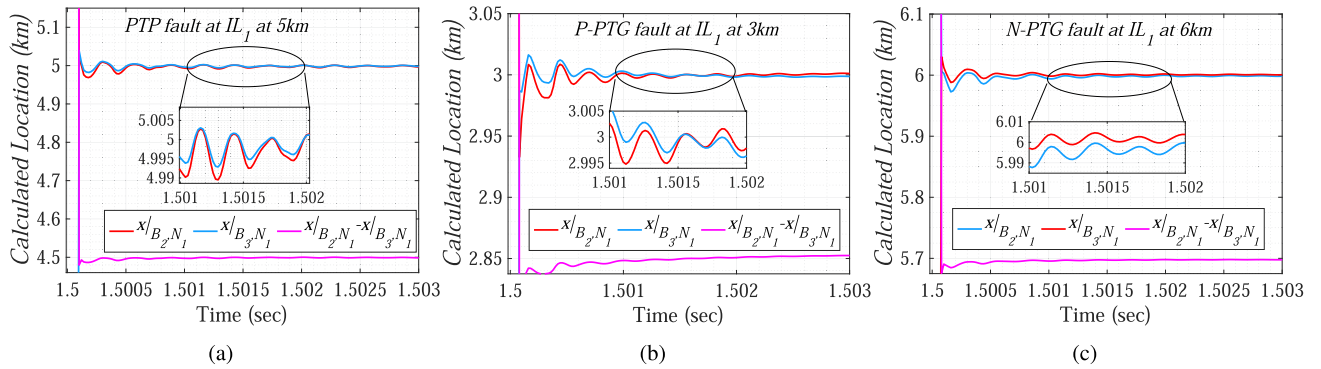 (a)
PTP fault at IL1 at 5km
Calculated Location (km)
5.1
5
4.9
4.8
4.7
4.6
4.5
5.005
5
4.995
4.99
1.501 1.5015 1.502
x/B2,N1 x/B3,N1 x/B2,N1-x/B3,N1
1.5 1.5005 1.501 1.5015 1.502 1.5025 1.503
Time (sec)
(a)
P-PTG fault at IL1 at 3km
Calculated Location (km)
3.05
3
2.95
2.9
2.85
3.005
3
2.995
1.501 1.5015 1.502
x/B2,N1 x/B3,N1 x/B2,N1-x/B3,N1
1.5 1.501 1.502 1.503
Time (sec)
(b)
N-PTG fault at IL1 at 6km
Calculated Location (km)
6.1
6
5.9
5.8
5.7
6.01
6
5.99
1.501 1.5015 1.502
x/B2,N1 x/B3,N1 x/B2,N1-x/B3,N1
1.5 1.5005 1.501 1.5015 1.502 1.5025 1.503
Time (sec)
(c)